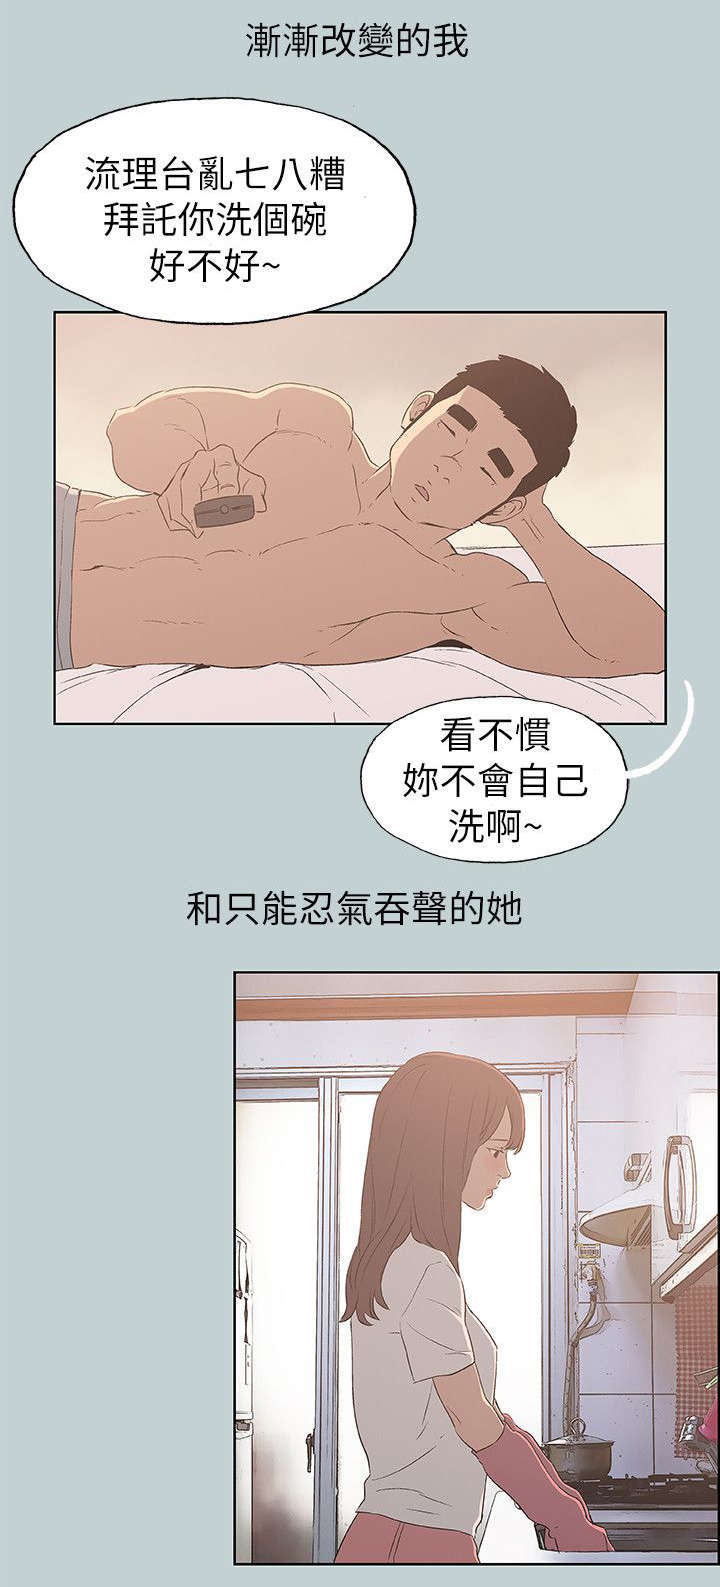 漸漸改變的我
流理台亂七八糟
拜託你洗個碗
好不好~
看不慣
妳不會自己
洗啊~
和只能忍氣吞聲的她